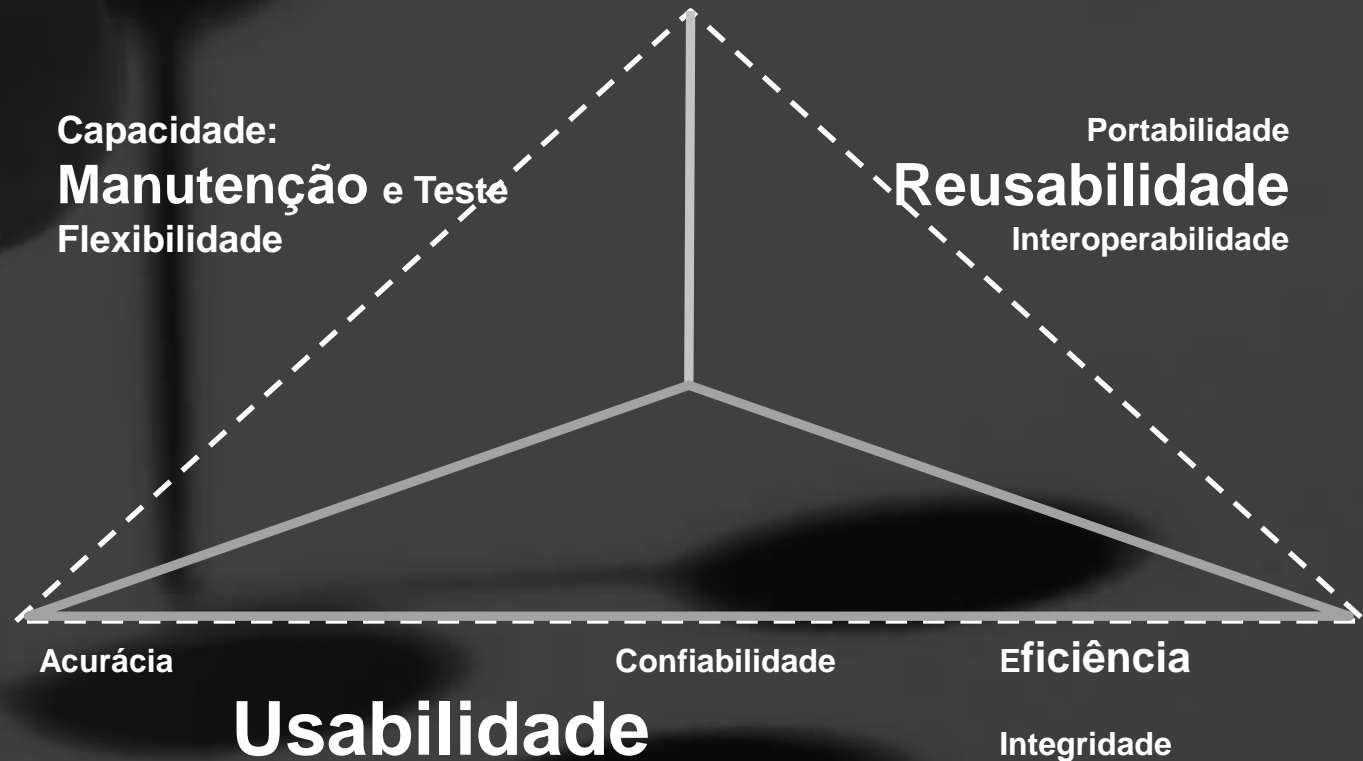 Capacidade:
Portabilidade
Manutenção e Teste
Reusabilidade
Flexibilidade
Interoperabilidade
Acurácia
Confiabilidade
Eficiência
Usabilidade
Integridade